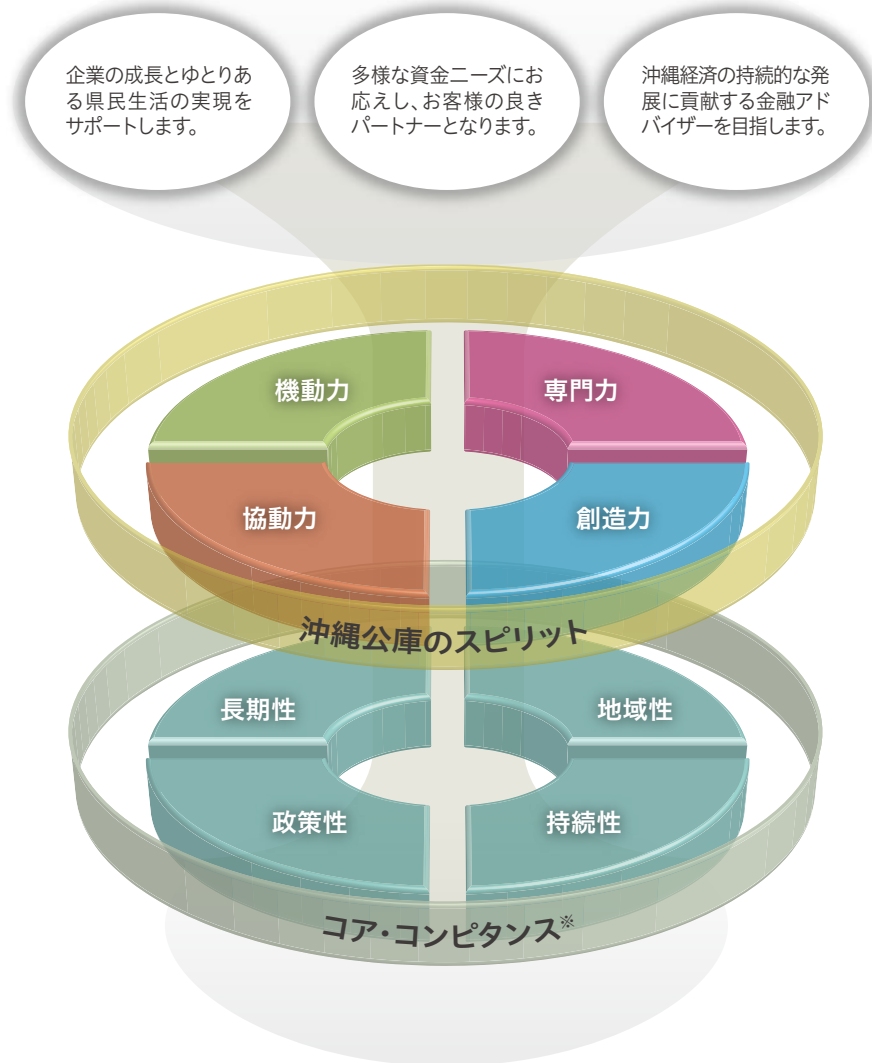 企業の成長とゆとりあ
る県民生活の実現を
サポートします。
多様な資金ニーズにお
応えし、お客様の良き
パートナーとなります。
沖縄経済の持続的な発
展に貢献する金融アド
バイザーを目指します。
機動力
専門力
協動力
創造力
沖縄公庫のスピリット
長期性
地域性
政策性
持続性
コア・コンピタンス※